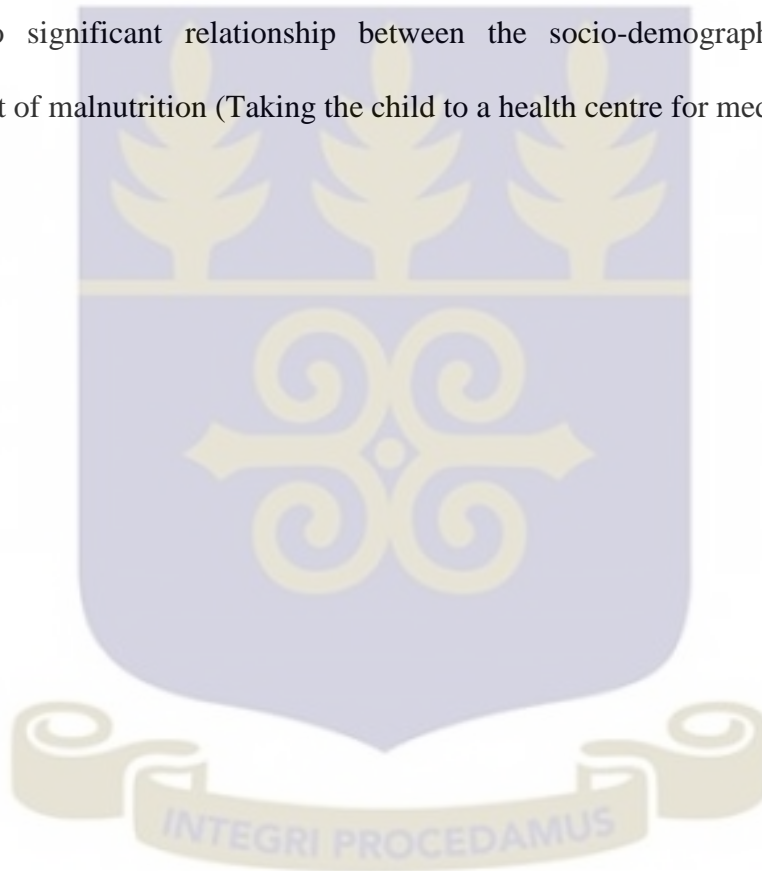 significant relationship between the socio-demograph
t of malnutrition (Taking the child to a health centre for med
INTEGRI PROCEDAMUS